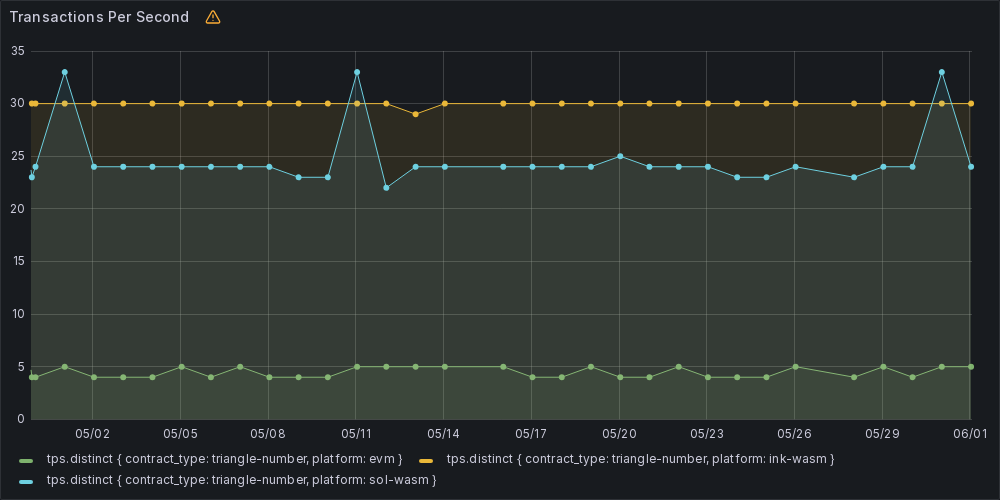 Transactions Per Second
35
30
25
20
15
10
5
0
05/02 05/05 05/08 05/11 05/14 05/17 05/20 05/23 05/26 05/29 06/01
tps.distinct { contract_type: triangle-number, platform: evm } tps.distinct { contract_type: triangle-number, platform: ink-wasm }
tps.distinct { contract_type: triangle-number, platform: sol-wasm }